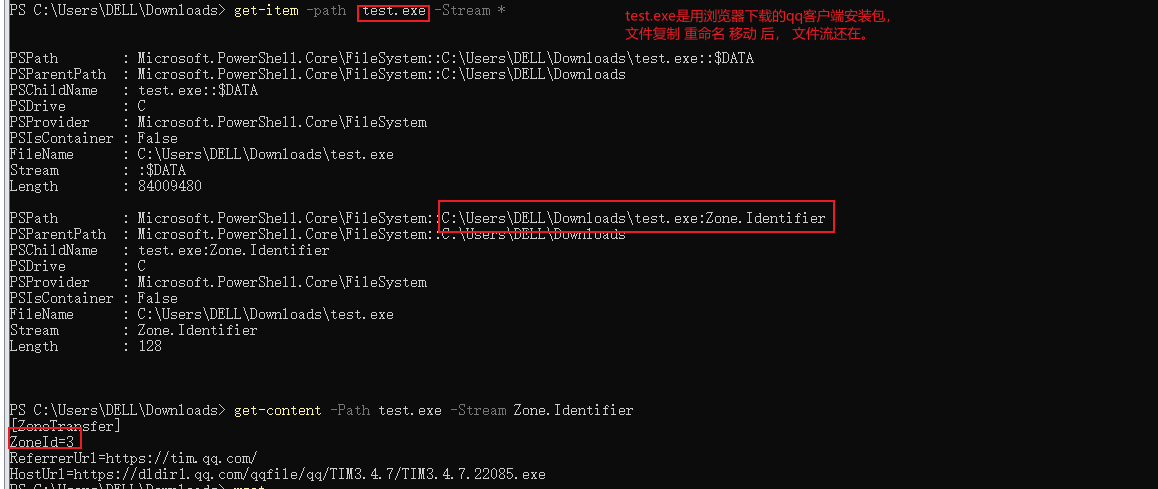 PS C:\Users\DELL\Downloads> get-item -path test.exe -Stream *
test.exe是用浏览器下载的qq客户端安装包，
文件复制 重命名 移动 后， 文件流还在。
PSPath : Microsoft.PowerShell.Core\FileSystem::C:\Users\DELL\Downloads\test.exe::$DATA
PSParentPath : Microsoft.PowerShell.Core\FileSystem::C:\Users\DELL\Downloads
PSChildName : test.exe::$DATA
PSDrive : C
PSProvider : Microsoft.PowerShell.Core\FileSystem
PSIsContainer : False
FileName : C:\Users\DELL\Downloads\test.exe
Stream : :$DATA
Length : 84009480
PSPath : Microsoft.PowerShell.Core\FileSystem::C:\Users\DELL\Downloads\test.exe:Zone.Identifier
PSParentPath : Microsoft.PowerShell.Core\FileSystem::C:\Users\DELL\Downloads
PSChildName : test.exe:Zone.Identifier
PSDrive : C
PSProvider : Microsoft.PowerShell.Core\FileSystem
PSIsContainer : False
FileName : C:\Users\DELL\Downloads\test.exe
Stream : Zone.Identifier
Length : 128
PS C:\Users\DELL\Downloads> get-content -Path test.exe -Stream Zone.Identifier
[ZoneTransfer]
ZoneId=3
ReferrerUrl=https://tim.qq.com/
HostUrl=https://dldir1.qq.com/qqfile/qq/TIM3.4.7/TIM3.4.7.22085.exe
PS C:\Users\DELL\Downloads>